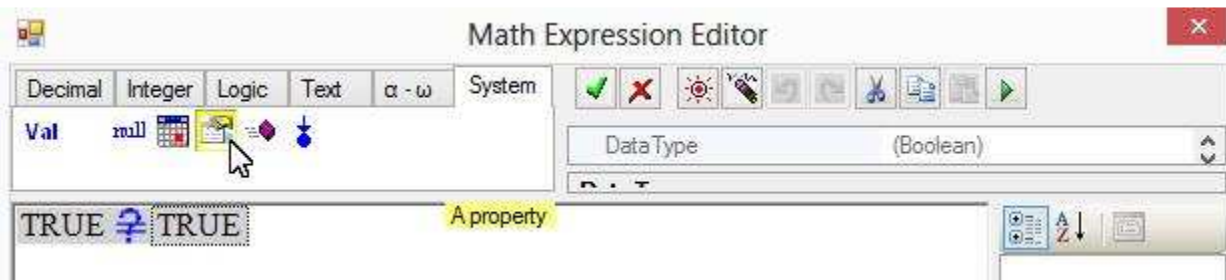 Math Expression Editor
Decimal Integer Logic Text α - ω System
Val null
DataType (Boolean)
TRUE ? TRUE
A property
A Z